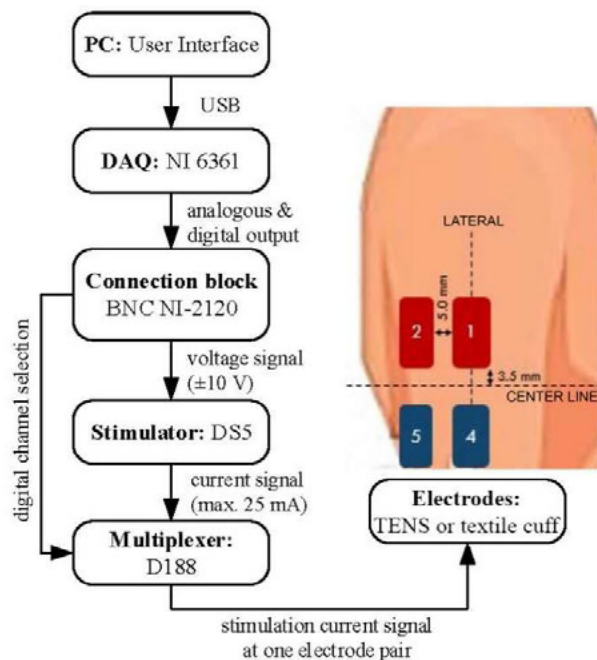 PC: User Interface
USB
DAQ: NI 6361
analogous &
digital output
Connection block
BNC NI-2120
digital channel selection
voltage signal
(±10 V)
Stimulator: DS5
current signal
(max. 25 mA)
Multiplexer:
D188
stimulation current signal
at one electrode pair
Electrodes:
TENS or textile cuff
LATERAL
5.0 mm
2
1
3.5 mm
CENTER LINE
5
4